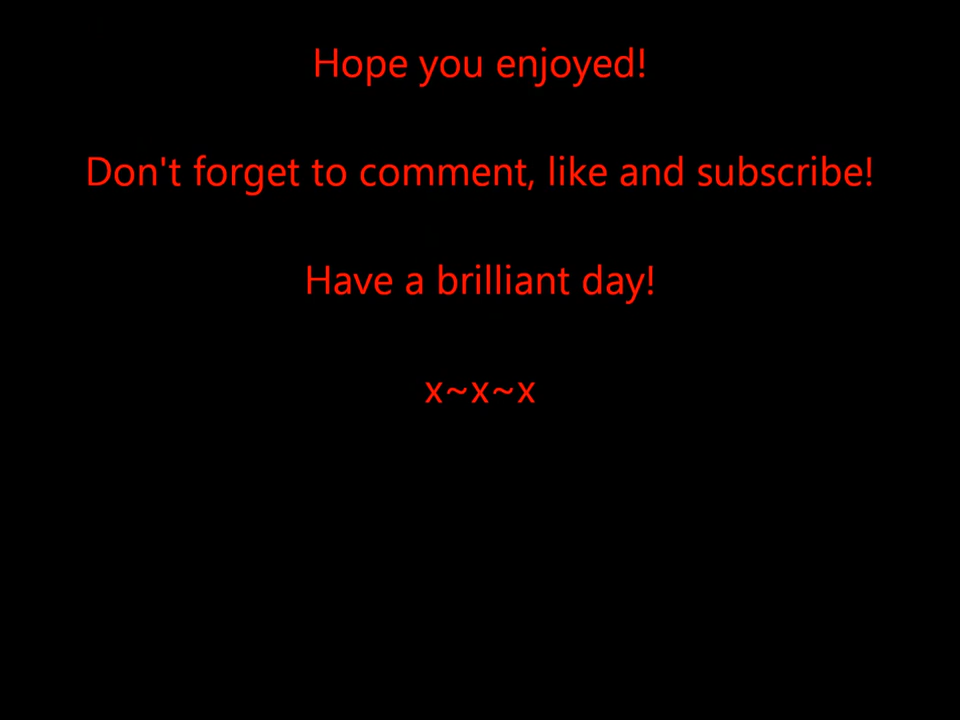 Hope you enjoyed!
Don't forget to comment, like and subscribe!
Have a brilliant day!
x~x~x